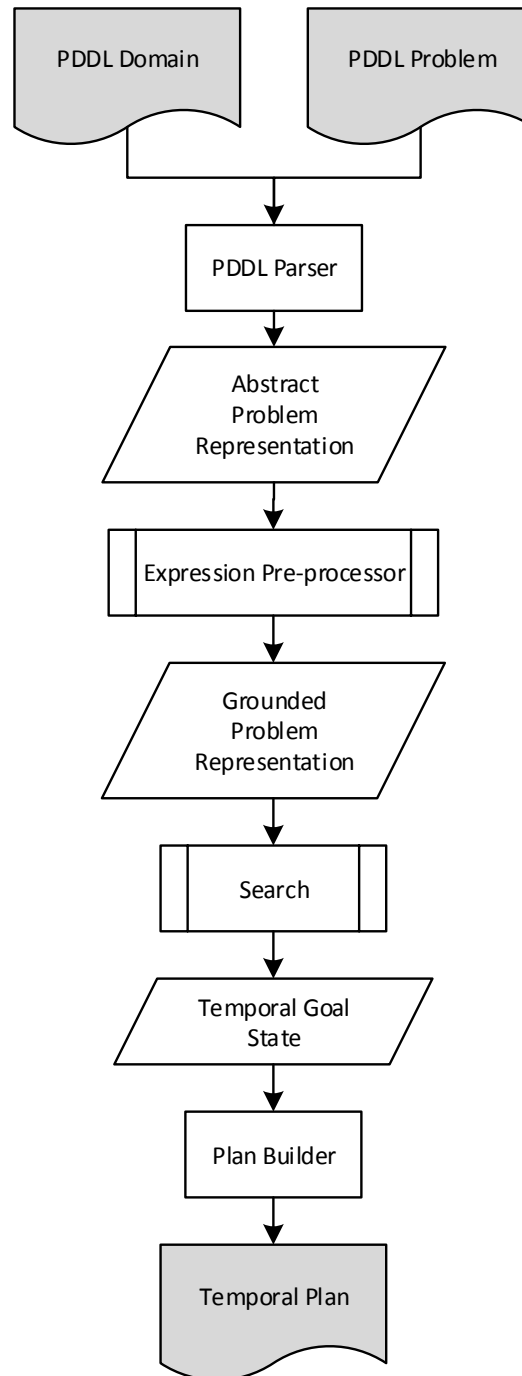 PDDL Domain
PDDL Problem
PDDL Parser
Abstract
Problem
Representation
Expression Pre-processor
Grounded
Problem
Representation
Search
Temporal Goal
State
Plan Builder
Temporal Plan